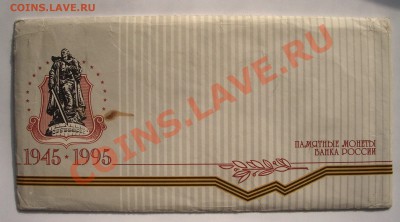 COINS.LAVE.RU
COINS.LAVE.RU
1945 · 1995
ПАМЯТНЫЕ МОНЕТЫ
БАНКА РОССИИ